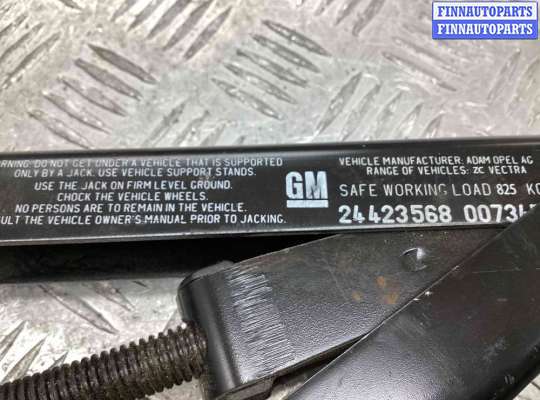 FINNAUTOPARTS
FINNAUTOPARTS
DO NOT GET UNDER A VEHICLE THAT IS SUPPORTED
ONLY BY A JACK. USE VEHICLE SUPPORT STANDS.
USE THE JACK ON FIRM LEVEL GROUND.
CHOCK THE VEHICLE WHEELS.
NO PERSONS ARE TO REMAIN IN THE VEHICLE.
THE VEHICLE OWNER'S MANUAL PRIOR TO JACKING.
GM
VEHICLE MANUFACTURER: ADAM OPEL AG
RANGE OF VEHICLES: ZC VECTRA
SAFE WORKING LOAD 825
24423568